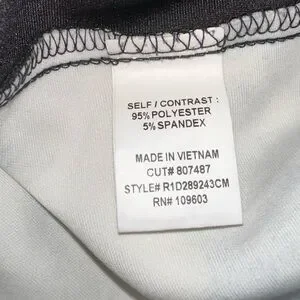 SELF / CONTRAST :
95% POLYESTER
5% SPANDEX
MADE IN VIETNAM
CUT# 807487
STYLE# R1D289243CM
RN# 109603